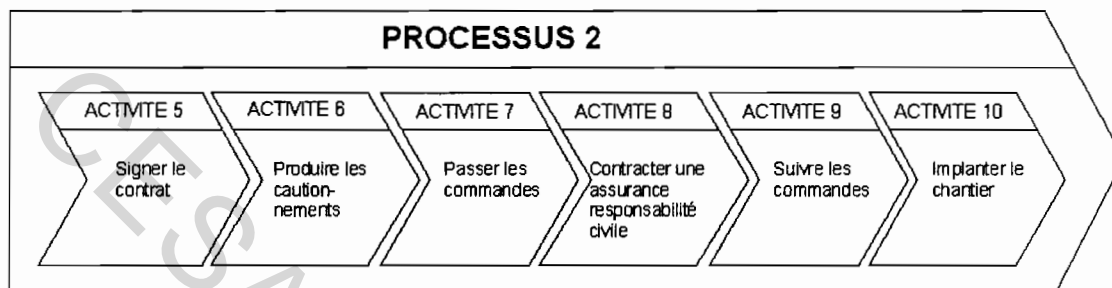 PROCESSUS 2
ACTIVITE 5
Signer le
contrat
ACTIVITE 6
Produire les
caution-
nements
ACTIVITE 7
Passer les
commandes
ACTIVITE 8
Contracter une
assurance
responsabilité
civile
ACTIVITE 9
Suivre les
commandes
ACTIVITE 10
Implanter le
chantier